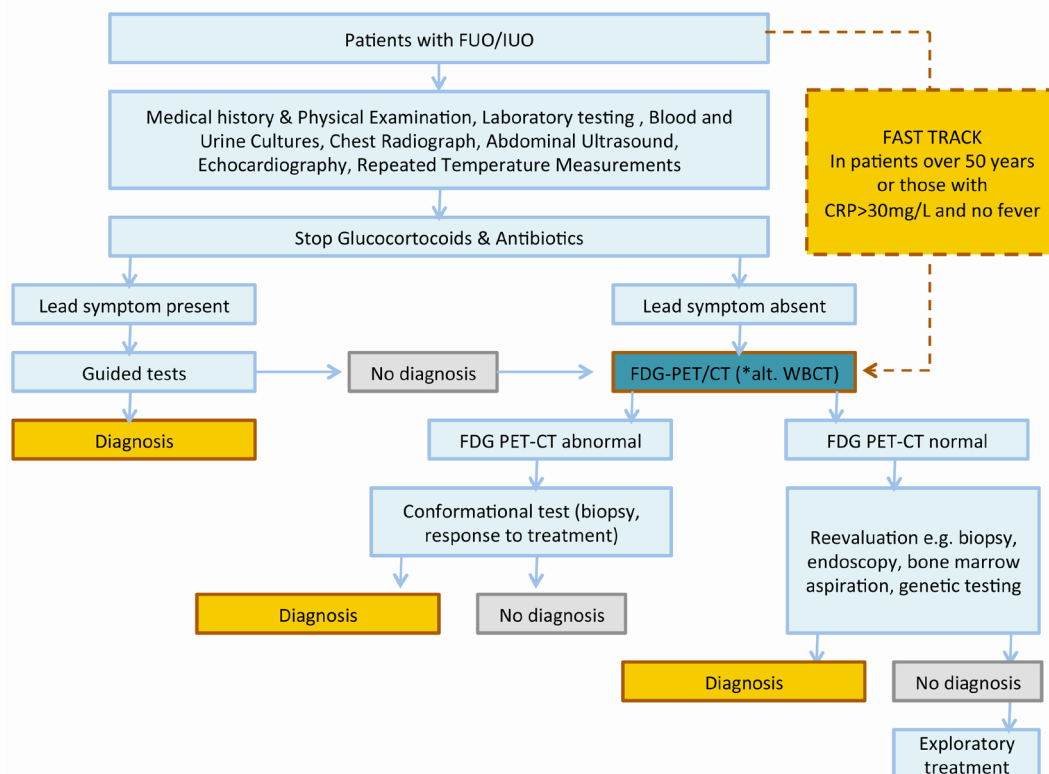 Patients with FUO/IUO
Medical history & Physical Examination, Laboratory testing , Blood and
Urine Cultures, Chest Radiograph, Abdominal Ultrasound,
Echocardiography, Repeated Temperature Measurements
FAST TRACK
In patients over 50 years
or those with
CRP>30mg/L and no fever
Stop Glucocortocoids & Antibiotics
Lead symptom present
Lead symptom absent
Guided tests
No diagnosis
FDG-PET/CT (*alt. WBCT)
Diagnosis
FDG PET-CT abnormal
FDG PET-CT normal
Conformational test (biopsy,
response to treatment)
Reevaluation e.g. biopsy,
endoscopy, bone marrow
aspiration, genetic testing
Diagnosis
No diagnosis
Diagnosis
No diagnosis
Exploratory
treatment